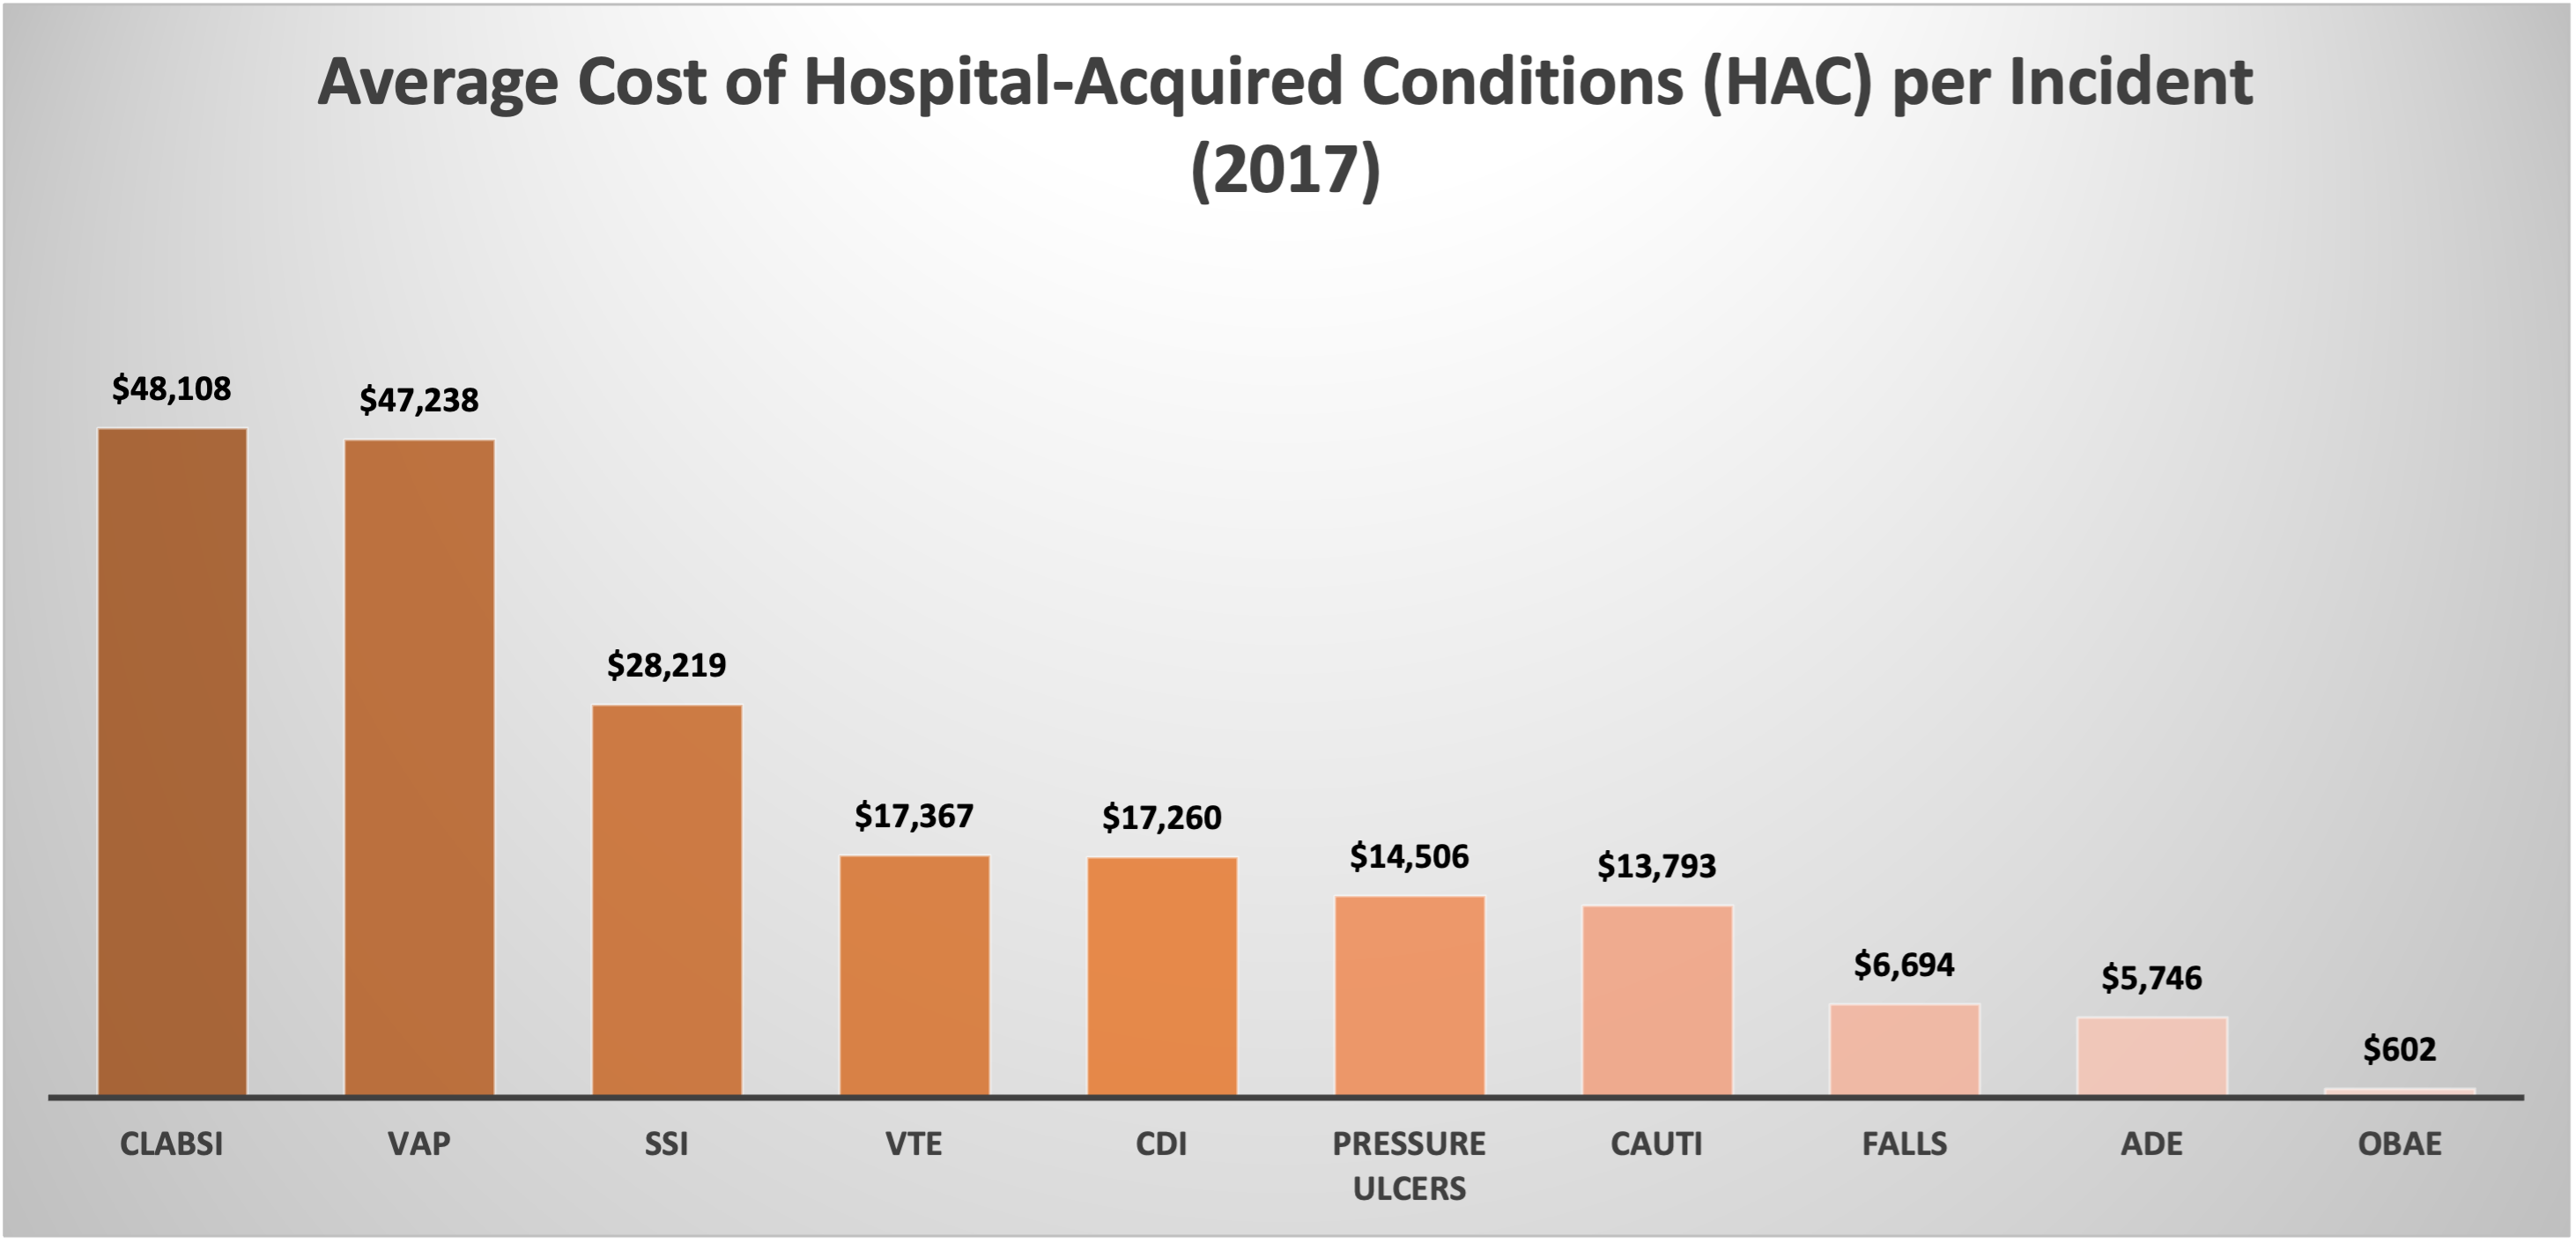 Average Cost of Hospital-Acquired Conditions (HAC) per Incident
(2017)
$48,108
$47,238
$28,219
$17,367
$17,260
$14,506
$13,793
$6,694
$5,746
$602
CLABSI
VAP
SSI
VTE
CDI
PRESSURE
ULCERS
CAUTI
FALLS
ADE
OBAE